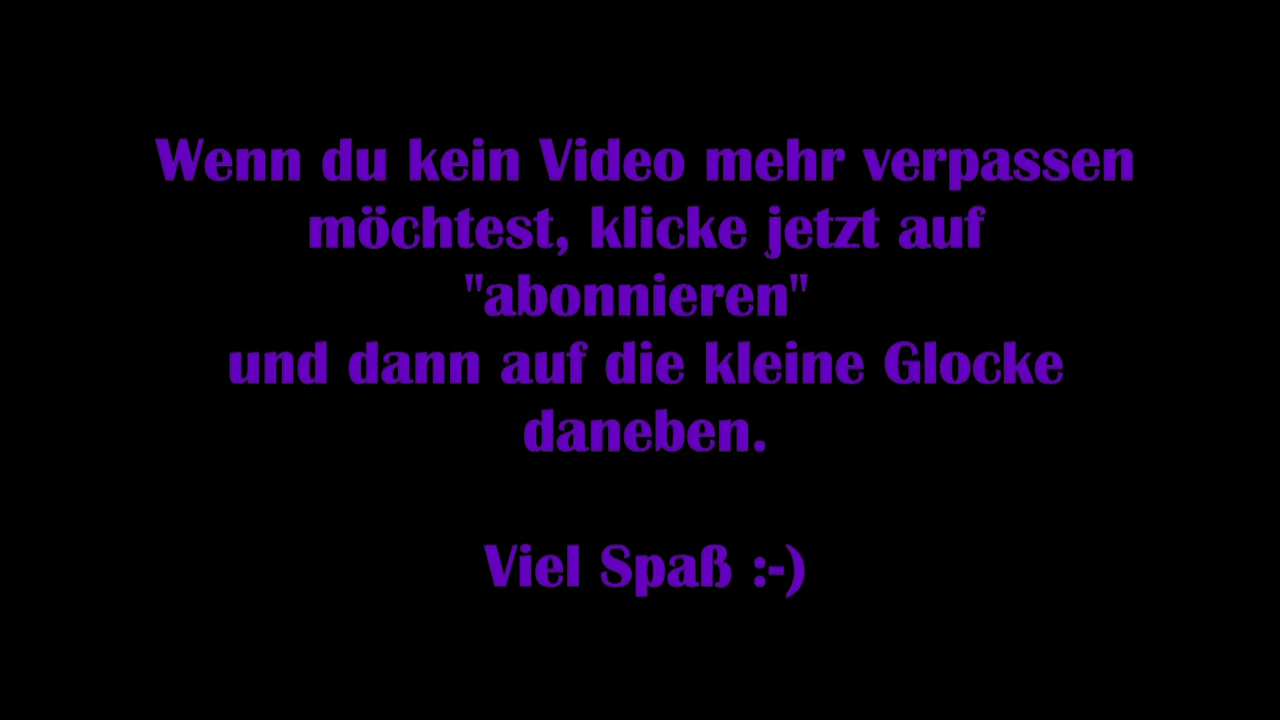 Wenn du kein Video mehr verpassen
möchtest, klicke jetzt auf
"abonnieren"
und dann auf die kleine Glocke
daneben.
Viel Spaß :-)